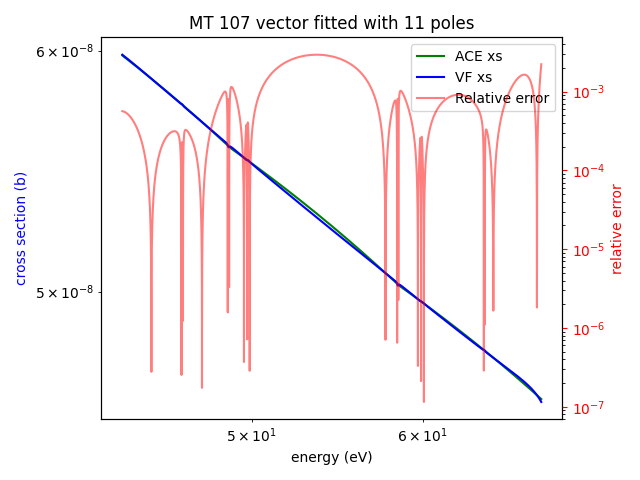 MT 107 vector fitted with 11 poles
ACE xs
VF xs
Relative error
6 × 10⁻⁸
5 × 10⁻⁸
cross section (b)
10⁻³
10⁻⁴
10⁻⁵
10⁻⁶
10⁻⁷
relative error
5 × 10¹
6 × 10¹
energy (eV)